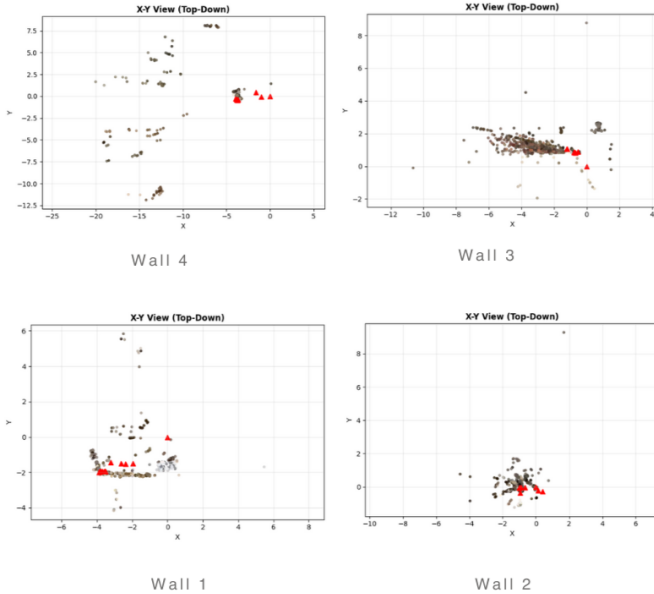 X-Y View (Top-Down)
7.5
5.0
2.5
0.0
−2.5
−5.0
−7.5
−10.0
−12.5
Y
−25 −20 −15 −10 −5 0 5
X
Wall 4
X-Y View (Top-Down)
8
6
4
2
0
−2
Y
−10 −8 −6 −4 −2 0 2 4
X
Wall 3
X-Y View (Top-Down)
6
4
2
0
−2
−4
Y
−6 −4 −2 0 2 4 6 8
X
Wall 1
X-Y View (Top-Down)
8
6
4
2
0
Y
−10 −8 −6 −4 −2 0 2 4 6
X
Wall 2